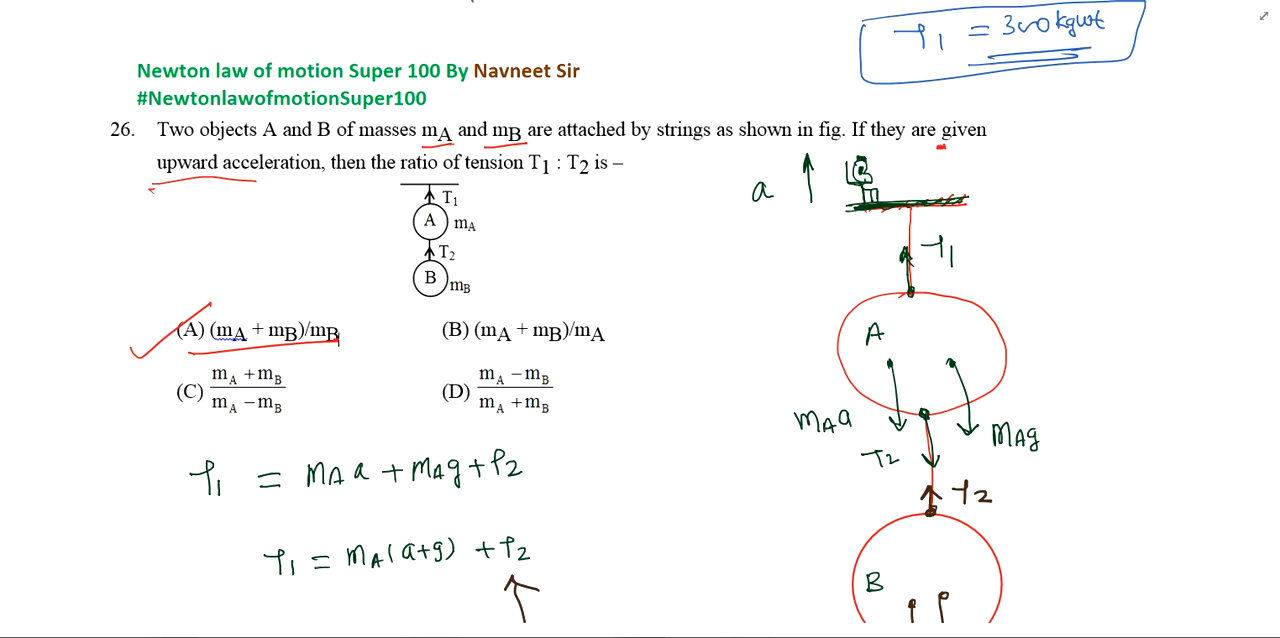 T1 = 300 kgwt
Newton law of motion Super 100 By Navneet Sir
#NewtonlawofmotionSuper100
26. Two objects A and B of masses mA and mB are attached by strings as shown in fig. If they are given
upward acceleration, then the ratio of tension T1 : T2 is –
a
T1
A mA
T2
B mB
T1
A
mAa
mAg
T2
T2
B
(A) (mA + mB)/mB (B) (mA + mB)/mA
(C) (mA + mB)/(mA – mB) (D) (mA – mB)/(mA + mB)
T1 = mAa + mAg + T2
T1 = mA(a+g) + T2